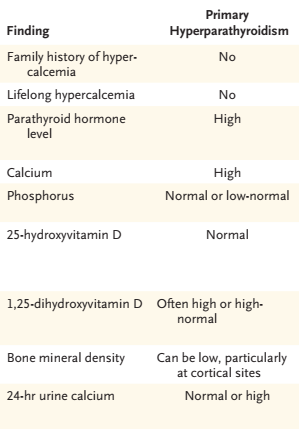 Primary
Finding Hyperparathyroidism
Family history of hyper- No
calcemia
Lifelong hypercalcemia No
Parathyroid hormone High
level
Calcium High
Phosphorus Normal or low-normal
25-hydroxyvitamin D Normal
1,25-dihydroxyvitamin D Often high or high-
normal
Bone mineral density Can be low, particularly
at cortical sites
24-hr urine calcium Normal or high